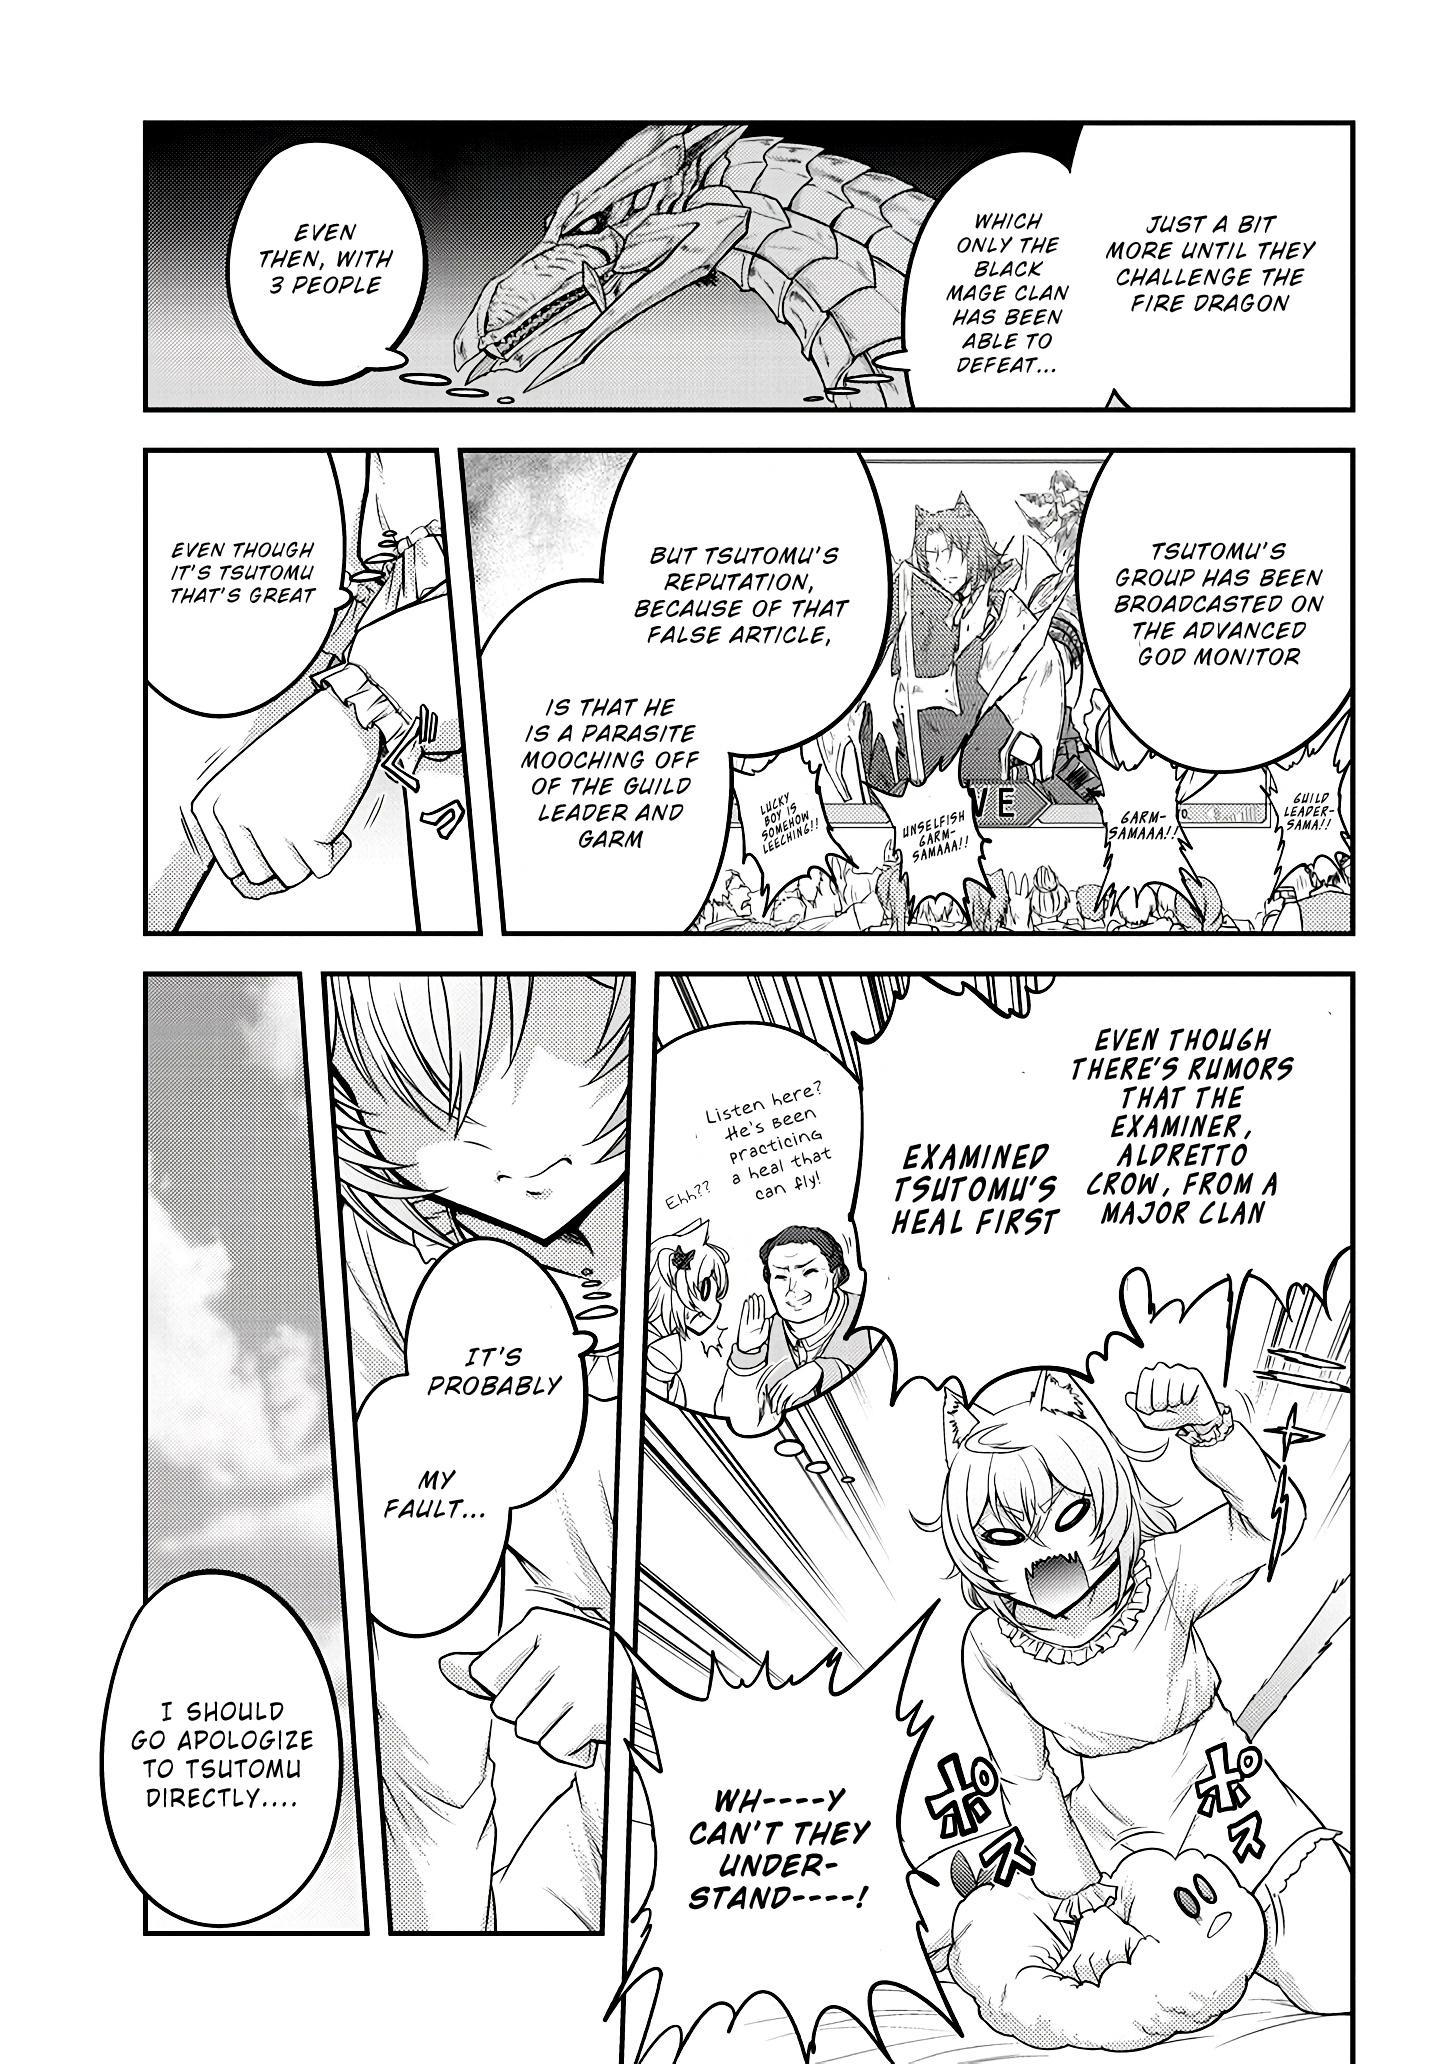 JUST A BIT
MORE UNTIL THEY
CHALLENGE THE
FIRE DRAGON
WHICH
ONLY THE
BLACK
MAGE CLAN
HAS BEEN
ABLE TO
DEFEAT...
EVEN
THEN, WITH
3 PEOPLE
TSUTOMU'S
GROUP HAS BEEN
BROADCASTED ON
THE ADVANCED
GOD MONITOR
GUILD
LEADER-
SAMA!!
GARM-
SAMAAA!!
VE
UNSELFISH
GARM-
SAMAAA!!
LUCKY
BOY IS
SOMEHOW
LEECHING!!
BUT TSUTOMU'S
REPUTATION,
BECAUSE OF THAT
FALSE ARTICLE,
IS THAT HE
IS A PARASITE
MOOCHING OFF
OF THE GUILD
LEADER AND
GARM
EVEN THOUGH
IT'S TSUTOMU
THAT'S GREAT
EVEN THOUGH
THERE'S RUMORS
THAT THE
EXAMINER,
ALDRETTO
CROW, FROM A
MAJOR CLAN
EXAMINED
TSUTOMU'S
HEAL FIRST
Listen here?
He's been
practicing
a heal that
can fly!
Ehh??
WH----Y
CAN'T THEY
UNDER-
STAND----!
ポス
ポス
IT'S
PROBABLY
MY
FAULT...
I SHOULD
GO APOLOGIZE
TO TSUTOMU
DIRECTLY....